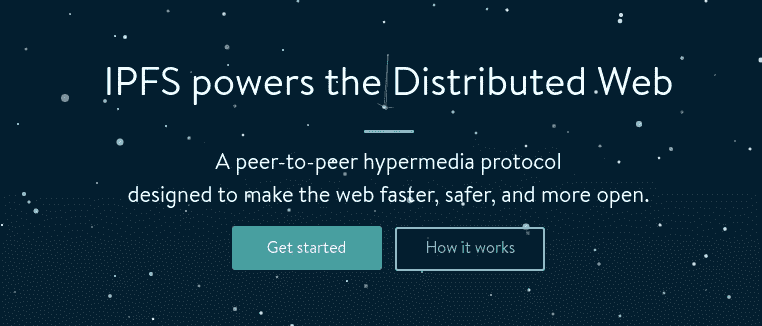 IPFS powers the Distributed Web
A peer-to-peer hypermedia protocol
designed to make the web faster, safer, and more open.
Get started
How it works